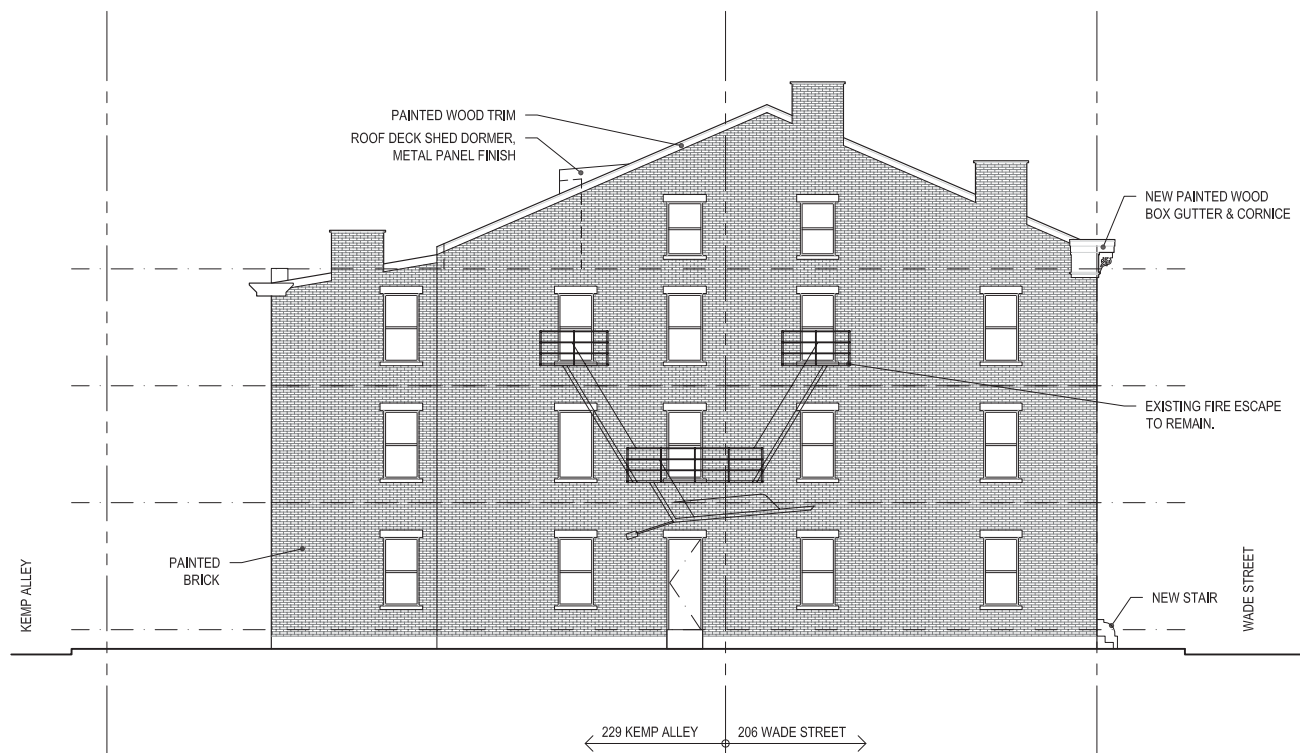 PAINTED WOOD TRIM
ROOF DECK SHED DORMER,
METAL PANEL FINISH
NEW PAINTED WOOD
BOX GUTTER & CORNICE
EXISTING FIRE ESCAPE
TO REMAIN.
PAINTED
BRICK
KEMP ALLEY
NEW STAIR
WADE STREET
229 KEMP ALLEY
206 WADE STREET